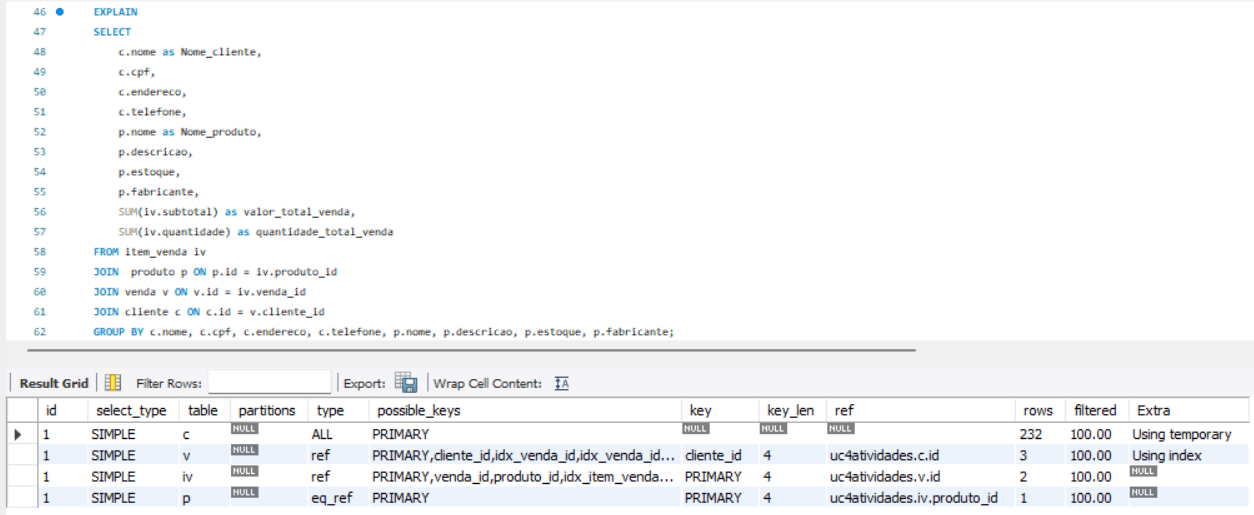 46 EXPLAIN
47 SELECT
48 c.nome as Nome_cliente,
49 c.cpf,
50 c.endereco,
51 c.telefone,
52 p.nome as Nome_produto,
53 p.descricao,
54 p.estoque,
55 p.fabricante,
56 SUM(iv.subtotal) as valor_total_venda,
57 SUM(iv.quantidade) as quantidade_total_venda
58 FROM item_venda iv
59 JOIN produto p ON p.id = iv.produto_id
60 JOIN venda v ON v.id = iv.venda_id
61 JOIN cliente c ON c.id = v.cliente_id
62 GROUP BY c.nome, c.cpf, c.endereco, c.telefone, p.nome, p.descricao, p.estoque, p.fabricante;
Result Grid Filter Rows: Export: Wrap Cell Content: IA
id select_type table partitions type possible_keys key key_len ref rows filtered Extra
1 SIMPLE c NULL ALL PRIMARY NULL NULL NULL 232 100.00 Using temporary
1 SIMPLE v NULL ref PRIMARY,cliente_id,idx_venda_id,idx_venda_id... cliente_id 4 uc4atividades.c.id 3 100.00 Using index
1 SIMPLE iv NULL ref PRIMARY,venda_id,produto_id,idx_item_venda... PRIMARY 4 uc4atividades.v.id 2 100.00 NULL
1 SIMPLE p NULL eq_ref PRIMARY PRIMARY 4 uc4atividades.iv.produto_id 1 100.00 NULL